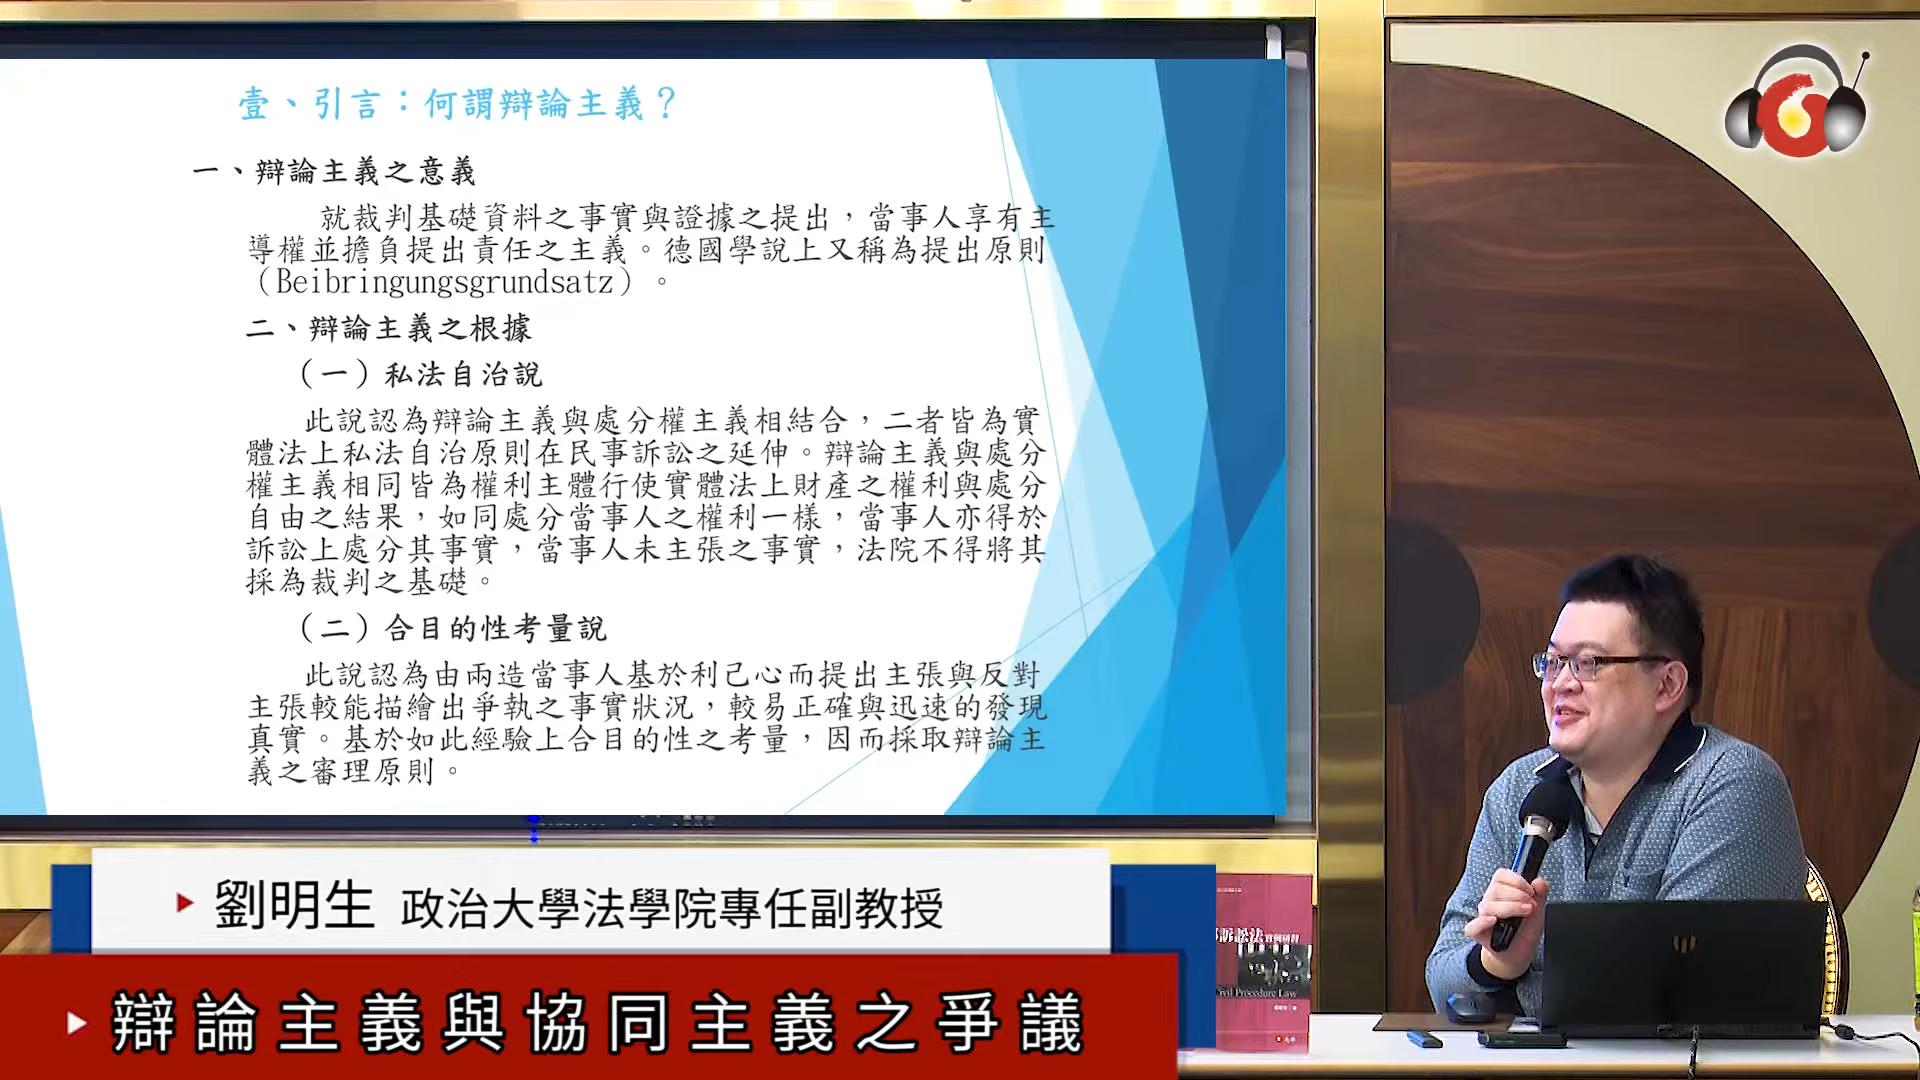 壹、引言：何謂辯論主義？
一、辯論主義之意義
就裁判基礎資料之事實與證據之提出，當事人享有主
導權並擔負提出責任之主義。德國學說上又稱為提出原則
（Beibringungsgrundsatz）。
二、辯論主義之根據
（一）私法自治說
此說認為辯論主義與處分權主義相結合，二者皆為實
體法上私法自治原則在民事訴訟之延伸。辯論主義與處分
權主義相同皆為權利主體行使實體法上財產之權利與處分
自由之結果，如同處分當事人之權利一樣，當事人亦得於
訴訟上處分其事實，當事人未主張之事實，法院不得將其
採為裁判之基礎。
（二）合目的性考量說
此說認為由兩造當事人基於利己心而提出主張與反對
主張較能描繪出爭執之事實狀況，較易正確與迅速的發現
真實。基於如此經驗上合目的性之考量，因而採取辯論主
義之審理原則。
劉明生 政治大學法學院專任副教授
辯論主義與協同主義之爭議
訴訟法實例研習
Civil Procedure Law